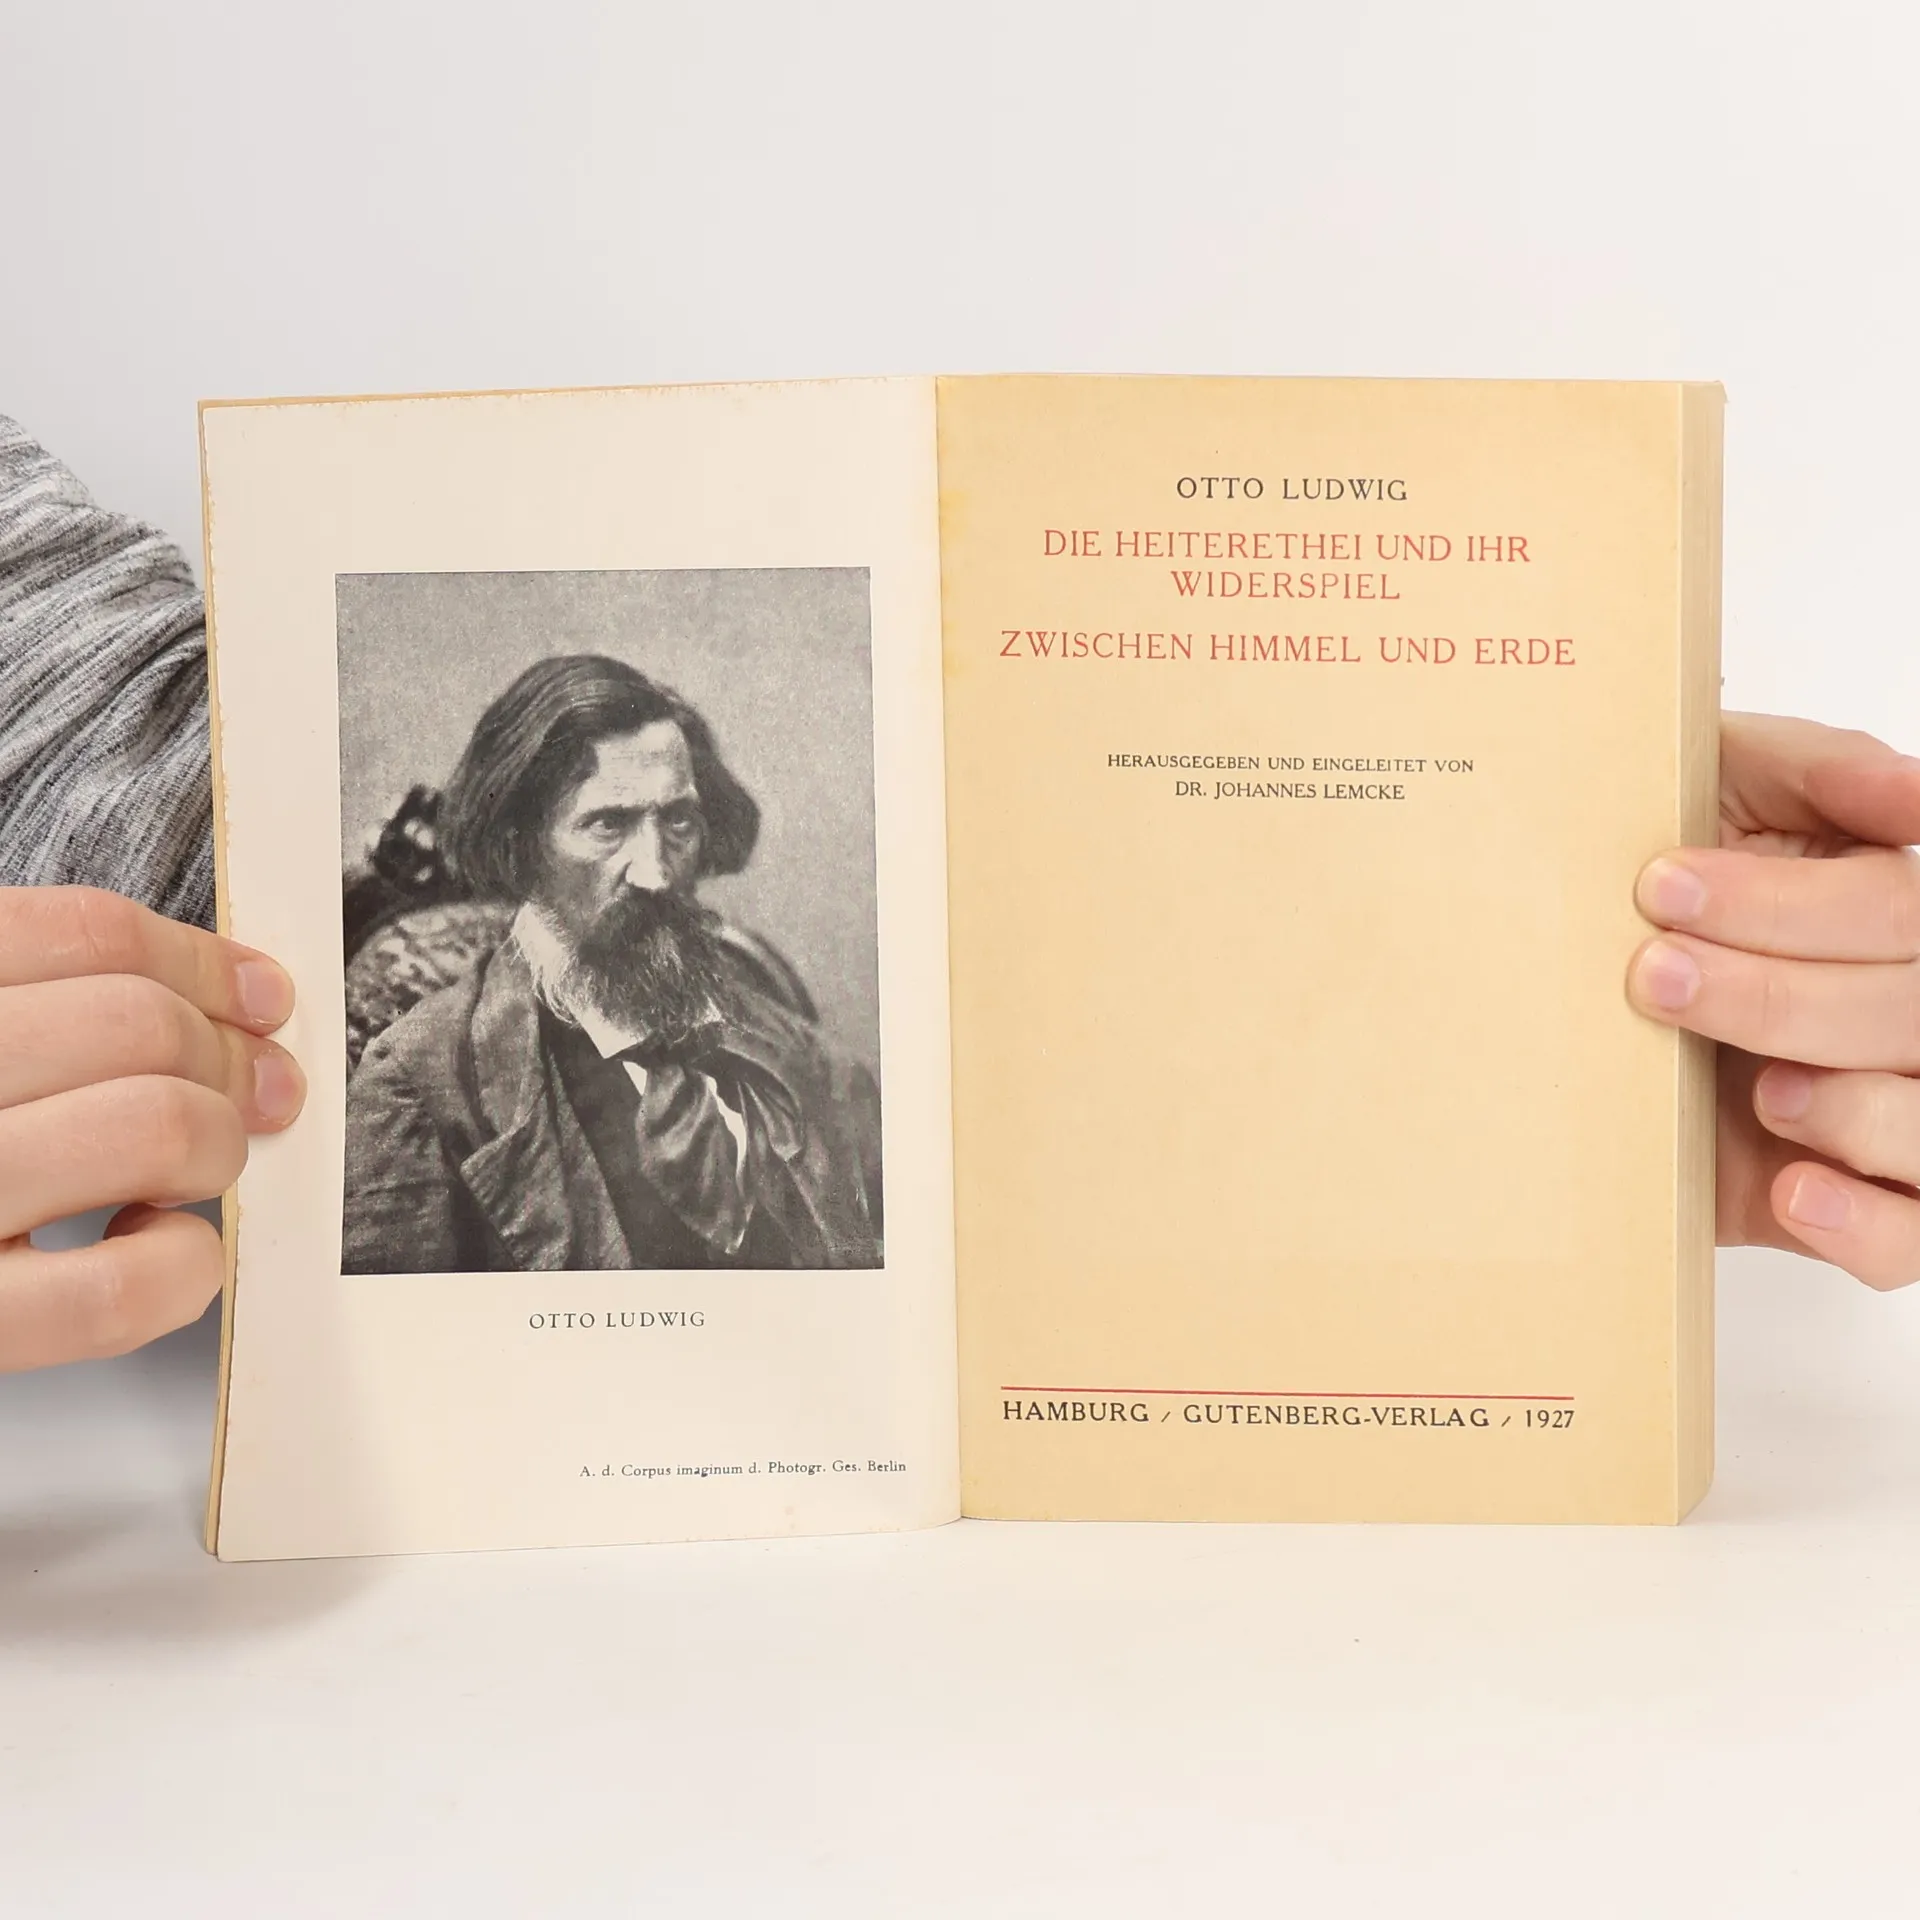 OTTO LUDWIG
A. d. Corpus imaginum d. Photogr. Ges. Berlin
OTTO LUDWIG
DIE HEITERETHEI UND IHR
WIDERSPIEL
ZWISCHEN HIMMEL UND ERDE
HERAUSGEGEBEN UND EINGELEITET VON
DR. JOHANNES LEMCKE
HAMBURG / GUTENBERG-VERLAG / 1927